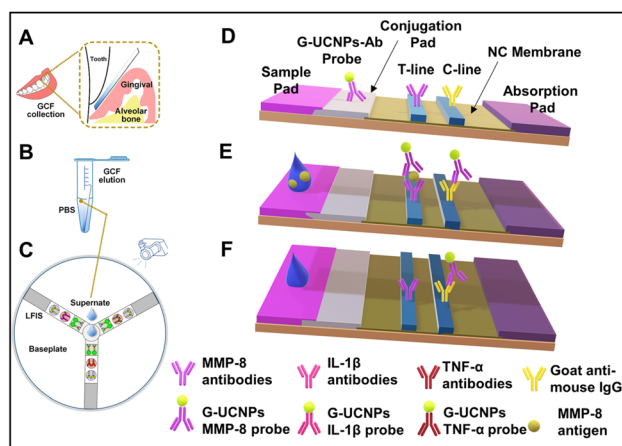 A
Tooth
Gingival
GCF
collection
Alveolar
bone
B
GCF
elution
PBS
C
Supernate
LFIS
Baseplate
D
Conjugation
Pad
G-UCNPs-Ab
Probe
NC Membrane
Sample
Pad
T-line
C-line
Absorption
Pad
E
F
MMP-8
antibodies
IL-1β
antibodies
TNF-α
antibodies
Goat anti-
mouse IgG
G-UCNPs
MMP-8 probe
G-UCNPs
IL-1β probe
G-UCNPs
TNF-α probe
MMP-8
antigen